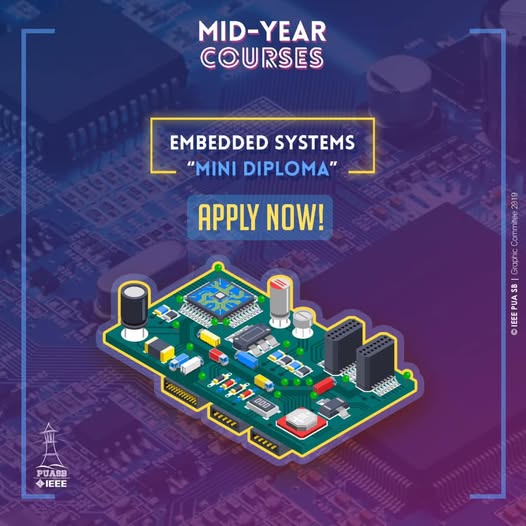 MID-YEAR
COURSES
EMBEDDED SYSTEMS
“MINI DIPLOMA”
APPLY NOW!
© IEEE PUA SB | Graphic Committee 2019
PUASB
IEEE